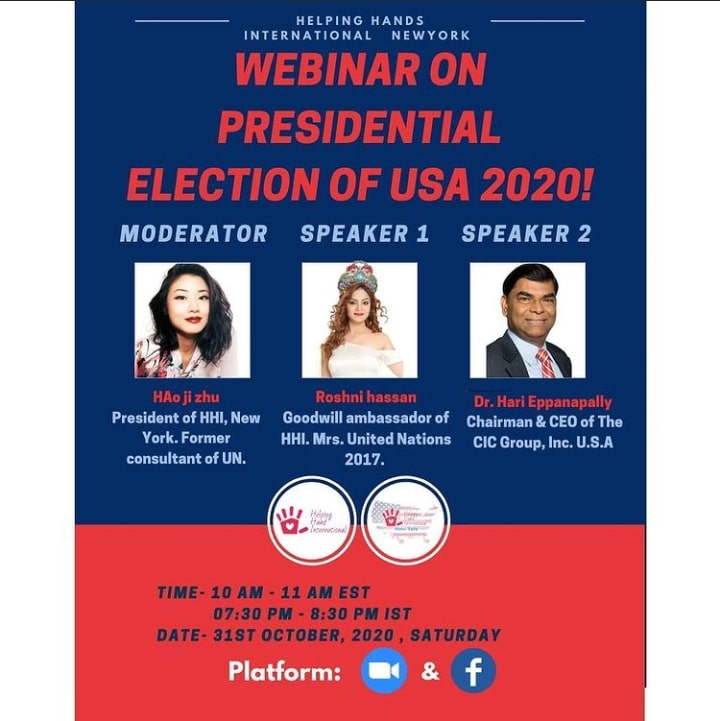 HELPING HANDS
INTERNATIONAL NEWYORK
WEBINAR ON
PRESIDENTIAL
ELECTION OF USA 2020!
MODERATOR
SPEAKER 1
SPEAKER 2
HAo ji zhu
President of HHI, New
York. Former
consultant of UN.
Roshni hassan
Goodwill ambassador of
HHI. Mrs. United Nations
2017.
Dr. Hari Eppanapally
Chairman & CEO of The
CIC Group, Inc. U.S.A
Helping
Hand
International
TIME- 10 AM - 11 AM EST
07:30 PM - 8:30 PM IST
DATE- 31ST OCTOBER, 2020 , SATURDAY
Platform:
&
f